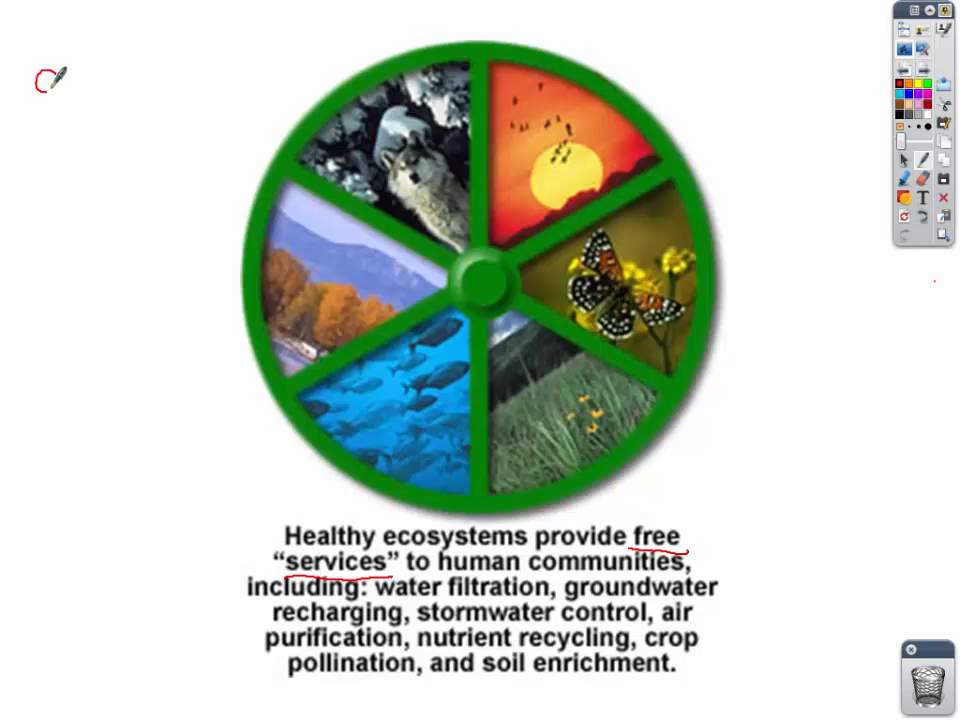 Healthy ecosystems provide free
“services” to human communities,
including: water filtration, groundwater
recharging, stormwater control, air
purification, nutrient recycling, crop
pollination, and soil enrichment.